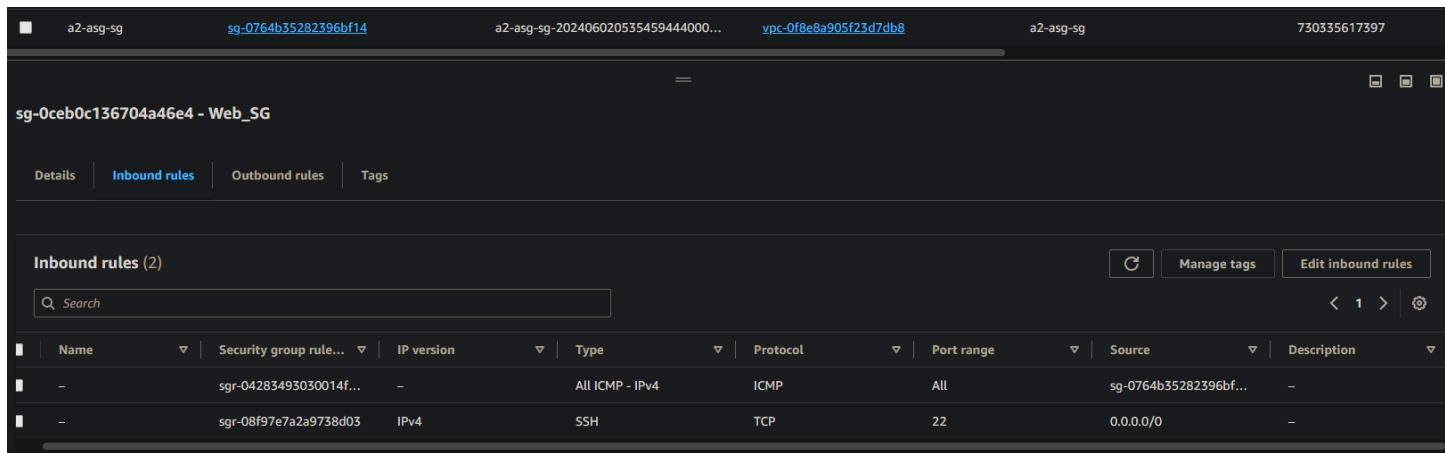 a2-asg-sg sg-0764b35282396bf14 a2-asg-sg-202406020535459444000... vpc-0f8e8a905f23d7db8 a2-asg-sg 730335617397
sg-0ceb0c136704a46e4 - Web_SG
Details Inbound rules Outbound rules Tags
Inbound rules (2) Manage tags Edit inbound rules
Search 1
Name Security group rule... IP version Type Protocol Port range Source Description
– sgr-04283493030014f... – All ICMP - IPv4 ICMP All sg-0764b35282396bf... –
– sgr-08f97e7a2a9738d03 IPv4 SSH TCP 22 0.0.0.0/0 –